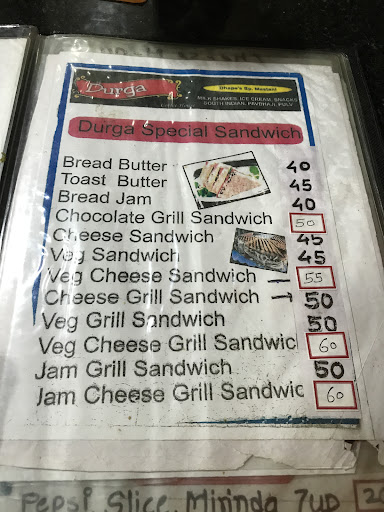 Durga
Dhape's Sp. Mastani
MILK SHAKES, ICE CREAM, SNACKS
SOUTH INDIAN, PAVBHAJI, PULV
Durga Special Sandwich
Bread Butter 40
Toast Butter 45
Bread Jam 40
Chocolate Grill Sandwich 50
Cheese Sandwich 45
Veg Sandwich 45
Veg Cheese Sandwich 55
Cheese Grill Sandwich 50
Veg Grill Sandwich 50
Veg Cheese Grill Sandwic 60
Jam Grill Sandwich 50
Jam Cheese Grill Sandwic 60
Pepsi Slice Mirinda 7up